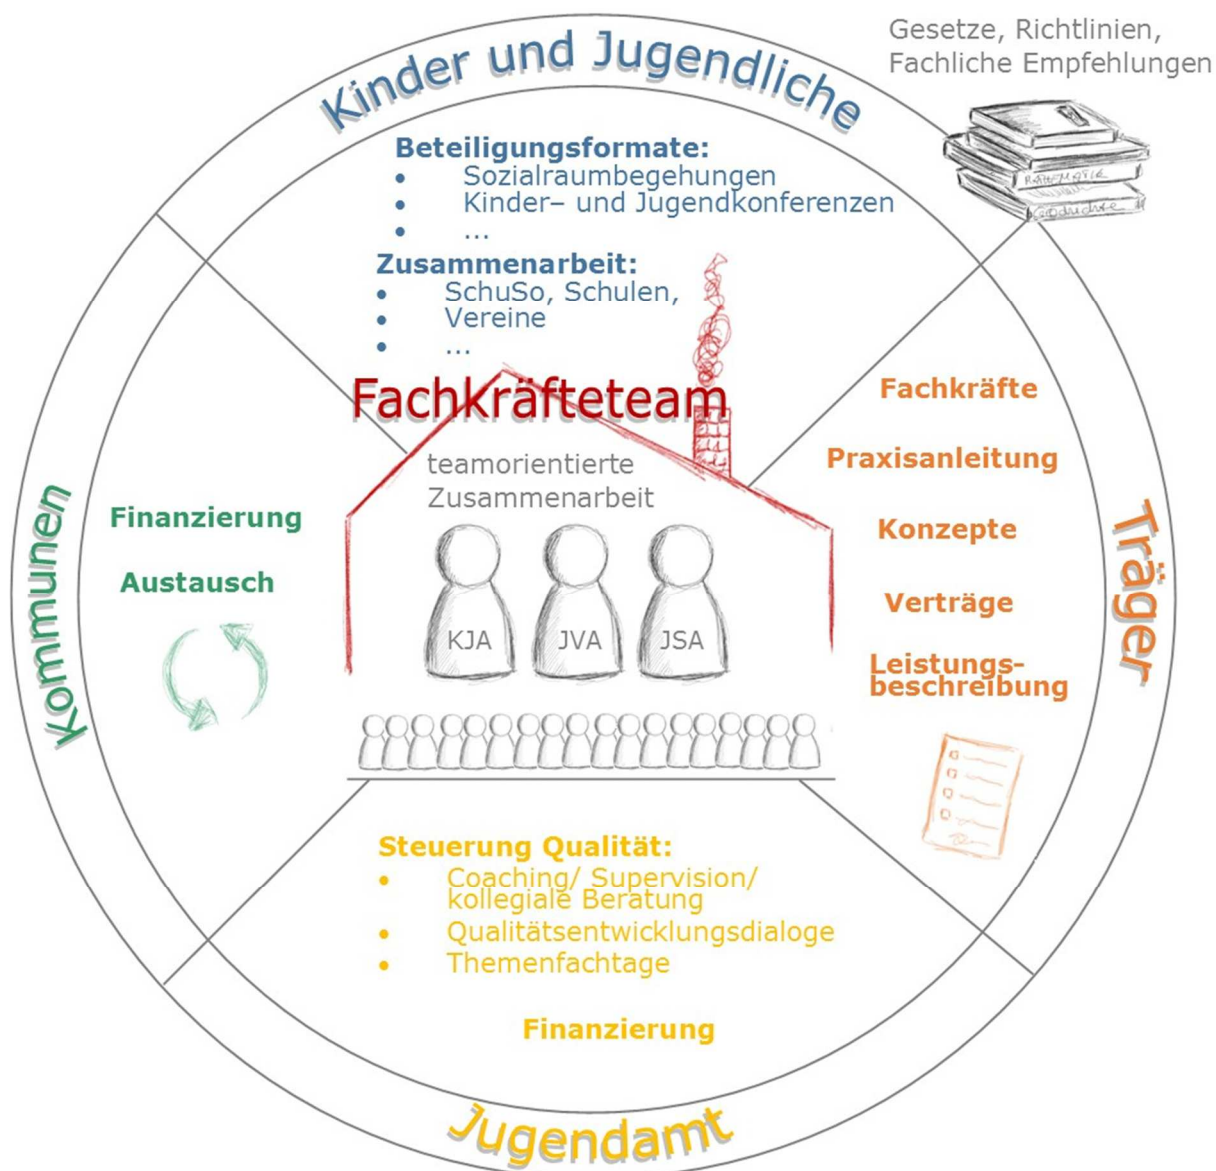 Gesetze, Richtlinien,
Fachliche Empfehlungen
Kinder und Jugendliche
Beteiligungsformate:
• Sozialraumbegehungen
• Kinder– und Jugendkonferenzen
• ...
Zusammenarbeit:
• SchuSo, Schulen,
• Vereine
• ...
Fachkräfteteam
teamorientierte
Zusammenarbeit
KJA
JVA
JSA
Kommunen
Finanzierung
Austausch
Träger
Fachkräfte
Praxisanleitung
Konzepte
Verträge
Leistungs-
beschreibung
Steuerung Qualität:
• Coaching/ Supervision/
kollegiale Beratung
• Qualitätsentwicklungsdialoge
• Themenfachtage
Finanzierung
Jugendamt